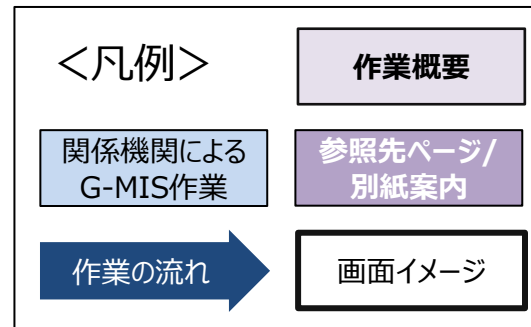 ＜凡例＞
作業概要
関係機関による
G-MIS作業
参照先ページ/
別紙案内
作業の流れ
画面イメージ